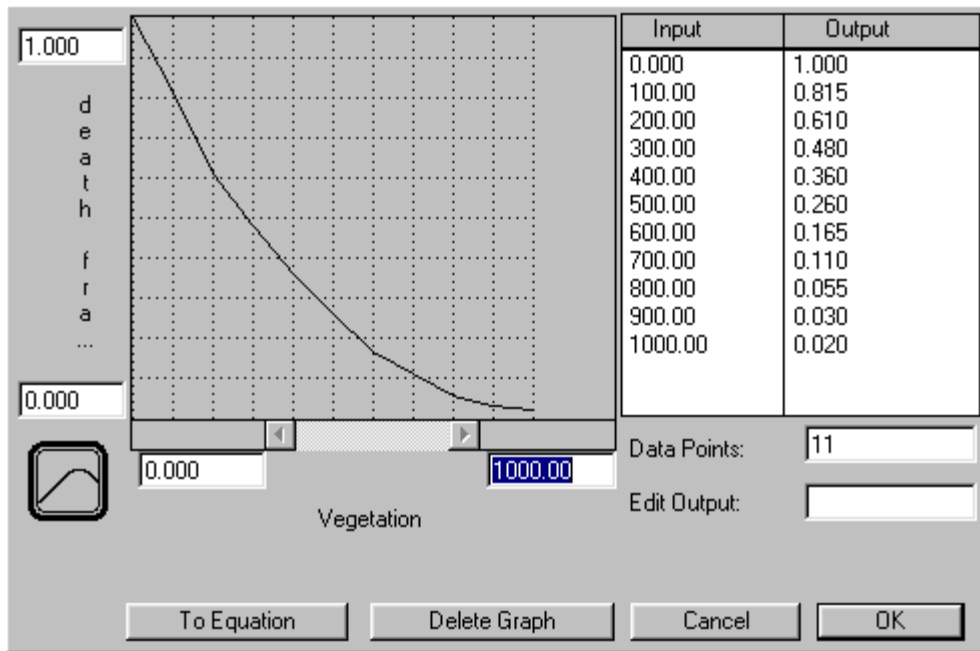 1.000
death fra...
0.000
0.000
1000.00
Vegetation
Input Output
0.000 1.000
100.00 0.815
200.00 0.610
300.00 0.480
400.00 0.360
500.00 0.260
600.00 0.165
700.00 0.110
800.00 0.055
900.00 0.030
1000.00 0.020
Data Points: 11
Edit Output:
To Equation
Delete Graph
Cancel
OK